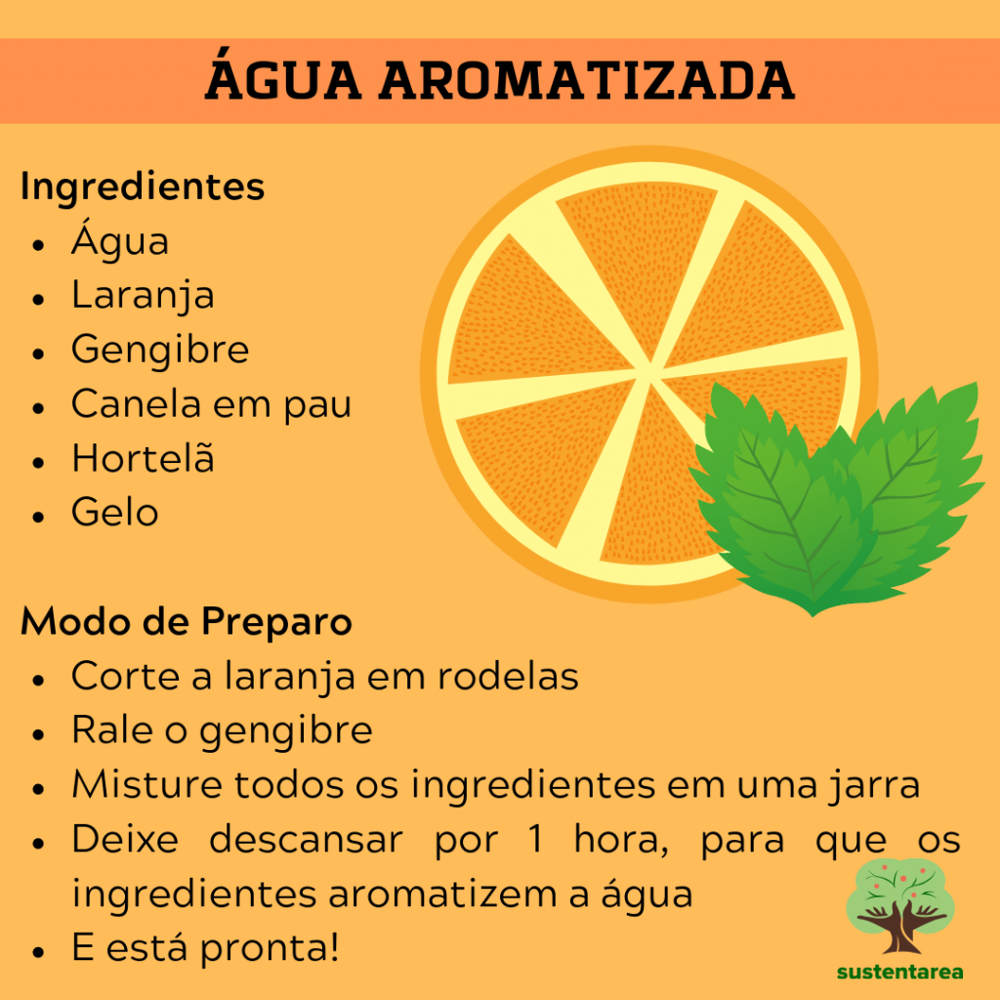 ÁGUA AROMATIZADA
Ingredientes
• Água
• Laranja
• Gengibre
• Canela em pau
• Hortelã
• Gelo
Modo de Preparo
• Corte a laranja em rodelas
• Rale o gengibre
• Misture todos os ingredientes em uma jarra
• Deixe descansar por 1 hora, para que os
ingredientes aromatizem a água
• E está pronta!
sustentarea